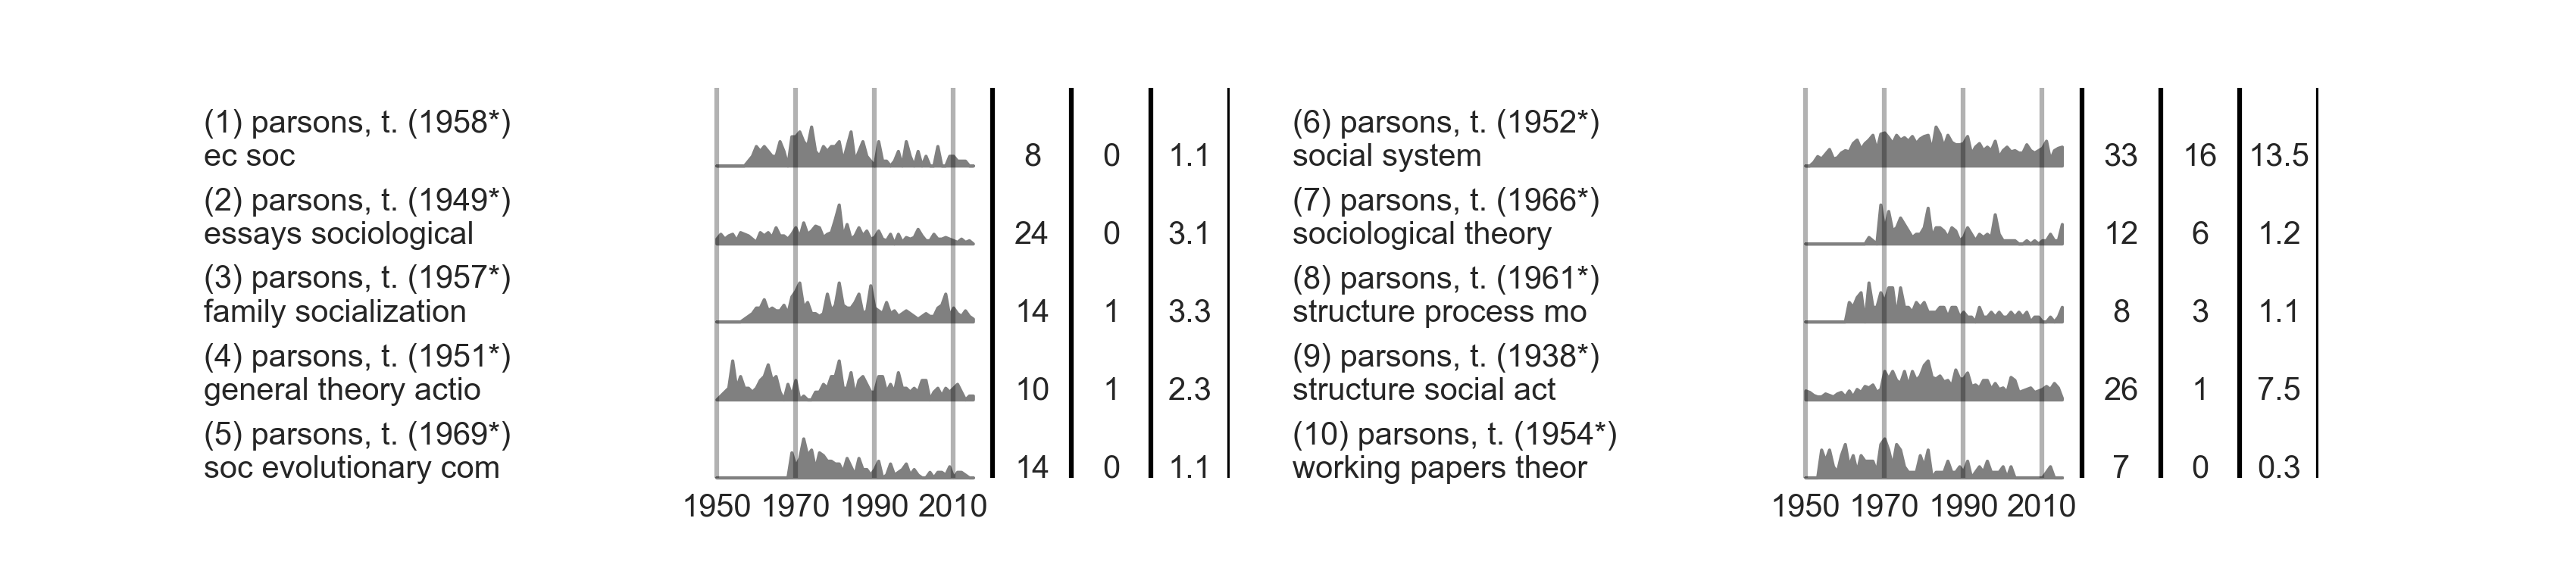 (1) parsons, t. (1958*)
ec soc
8 0 1.1
(2) parsons, t. (1949*)
essays sociological
24 0 3.1
(3) parsons, t. (1957*)
family socialization
14 1 3.3
(4) parsons, t. (1951*)
general theory actio
10 1 2.3
(5) parsons, t. (1969*)
soc evolutionary com
14 0 1.1
1950 1970 1990 2010
(6) parsons, t. (1952*)
social system
33 16 13.5
(7) parsons, t. (1966*)
sociological theory
12 6 1.2
(8) parsons, t. (1961*)
structure process mo
8 3 1.1
(9) parsons, t. (1938*)
structure social act
26 1 7.5
(10) parsons, t. (1954*)
working papers theor
7 0 0.3
1950 1970 1990 2010